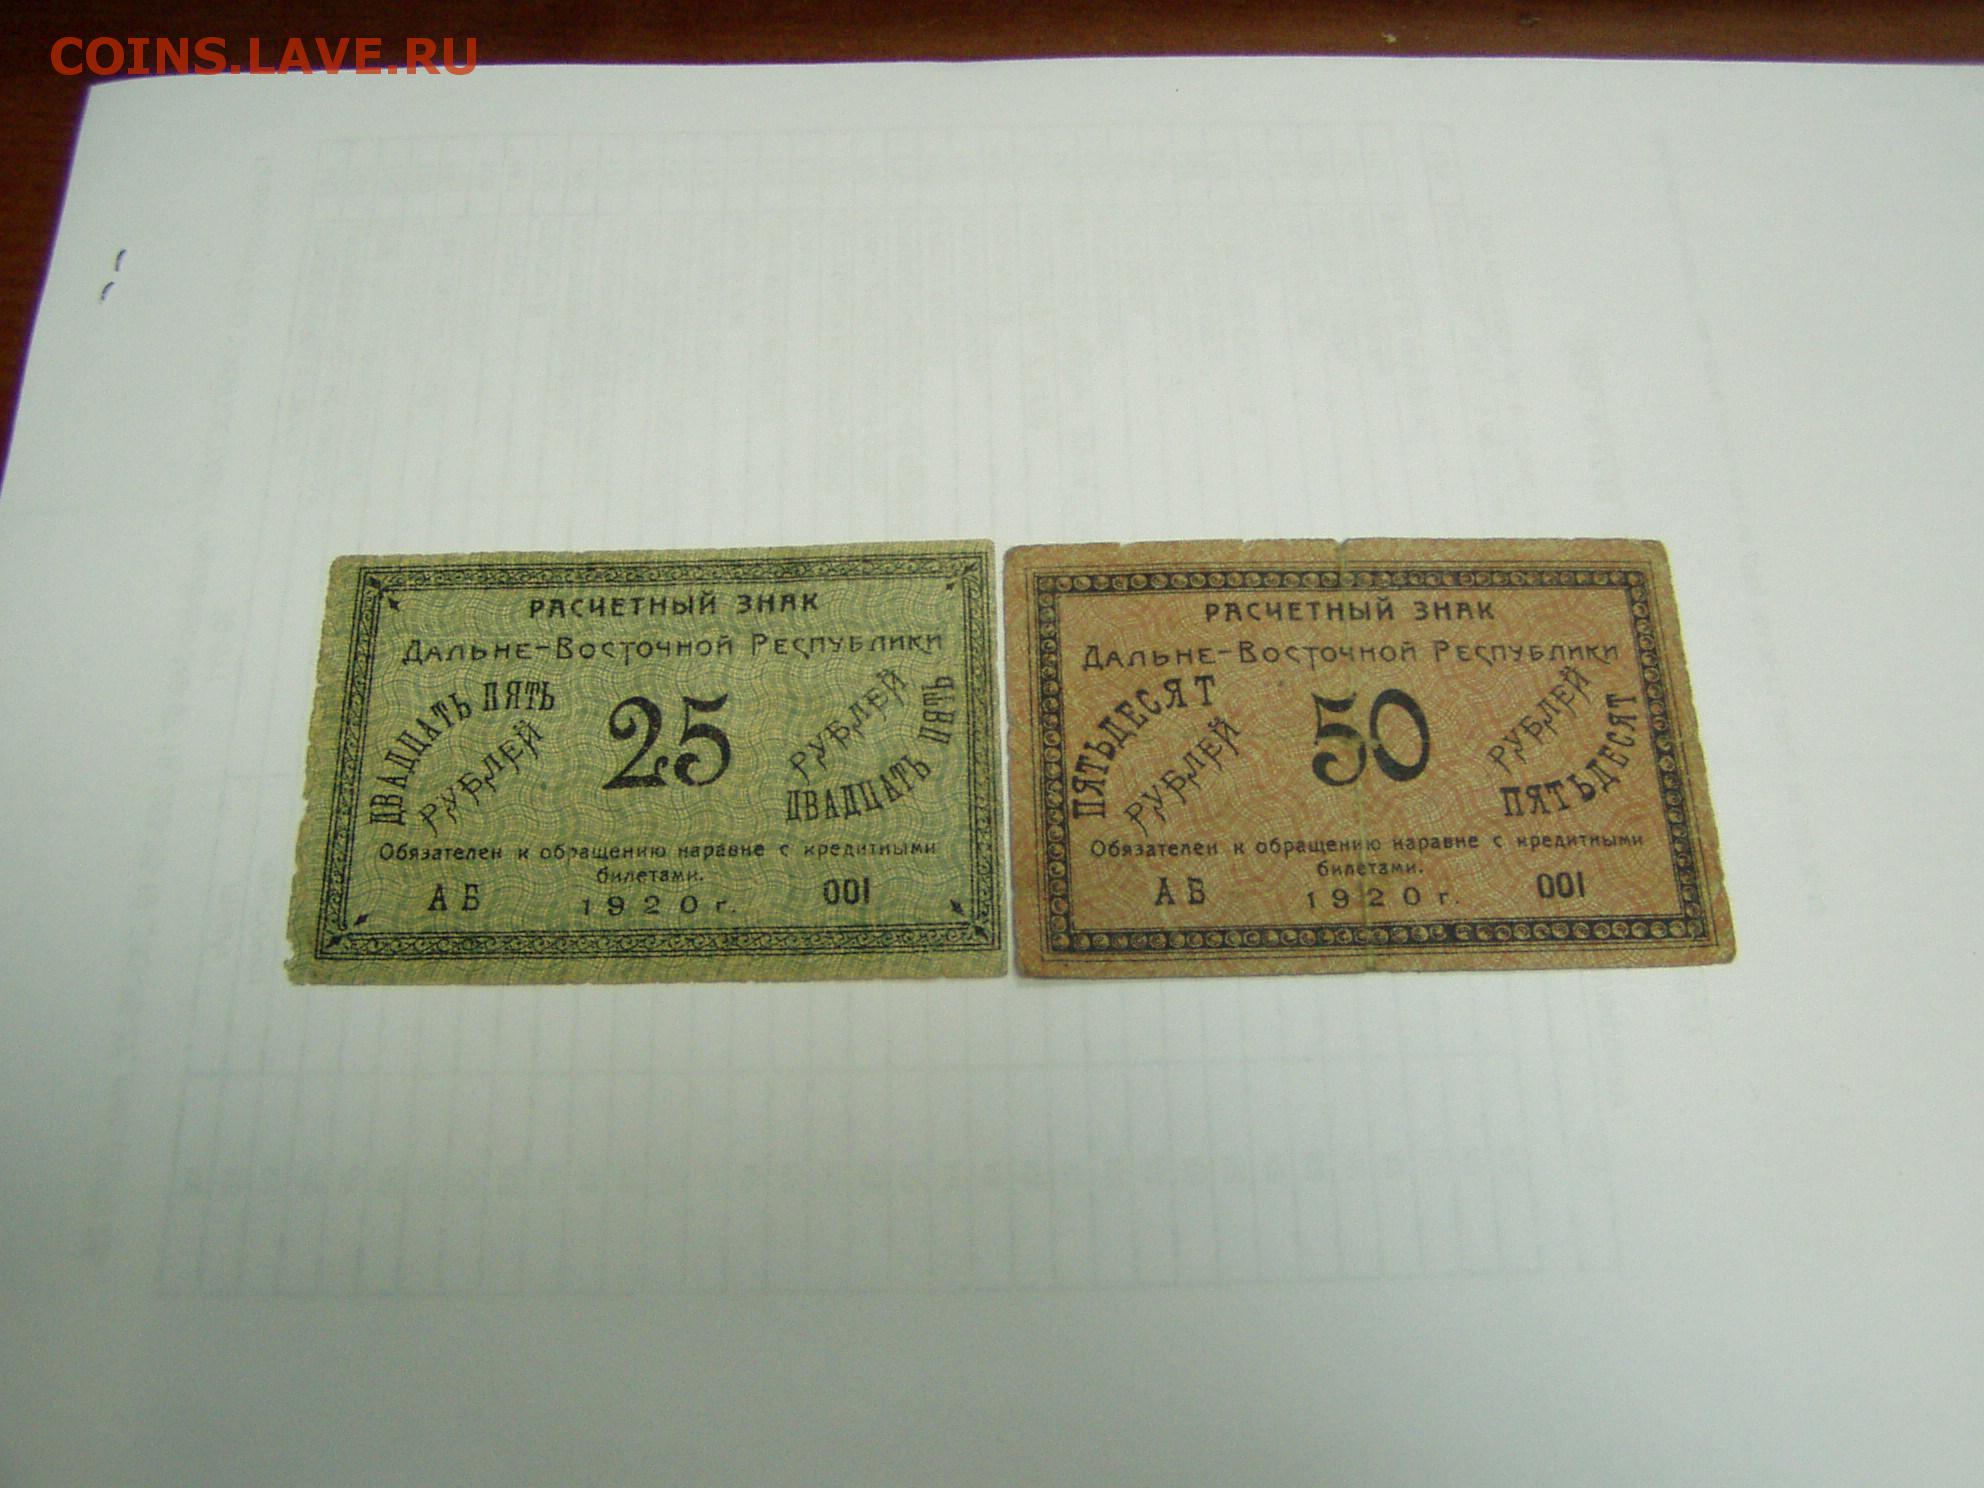 COINS.LAVE.RU
РАСЧЕТНЫЙ ЗНАК
ДАЛЬНЕ-ВОСТОЧНОЙ РЕСПУБЛИКИ
ДВАДЦАТЬ ПЯТЬ
РУБЛЕЙ
25
РУБЛЕЙ
ДВАДЦАТЬ ПЯТЬ
Обязателен к обращению наравне с кредитными
билетами.
АБ
1920 г.
001
РАСЧЕТНЫЙ ЗНАК
ДАЛЬНЕ-ВОСТОЧНОЙ РЕСПУБЛИКИ
ПЯТЬДЕСЯТ
РУБЛЕЙ
50
РУБЛЕЙ
ПЯТЬДЕСЯТ
Обязателен к обращению наравне с кредитными
билетами.
АБ
1920 г.
001